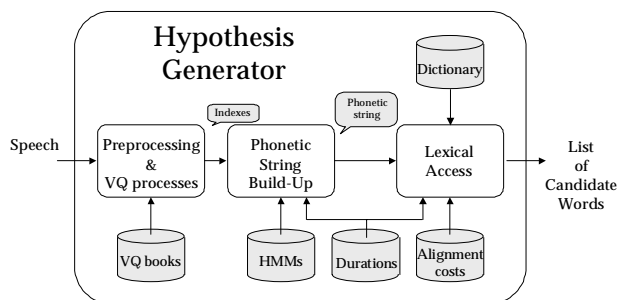 Hypothesis
Generator
Dictionary
Indexes
Phonetic
string
Speech
Preprocessing
&
VQ processes
Phonetic
String
Build-Up
Lexical
Access
List
of
Candidate
Words
VQ books
HMMs
Durations
Alignment
costs